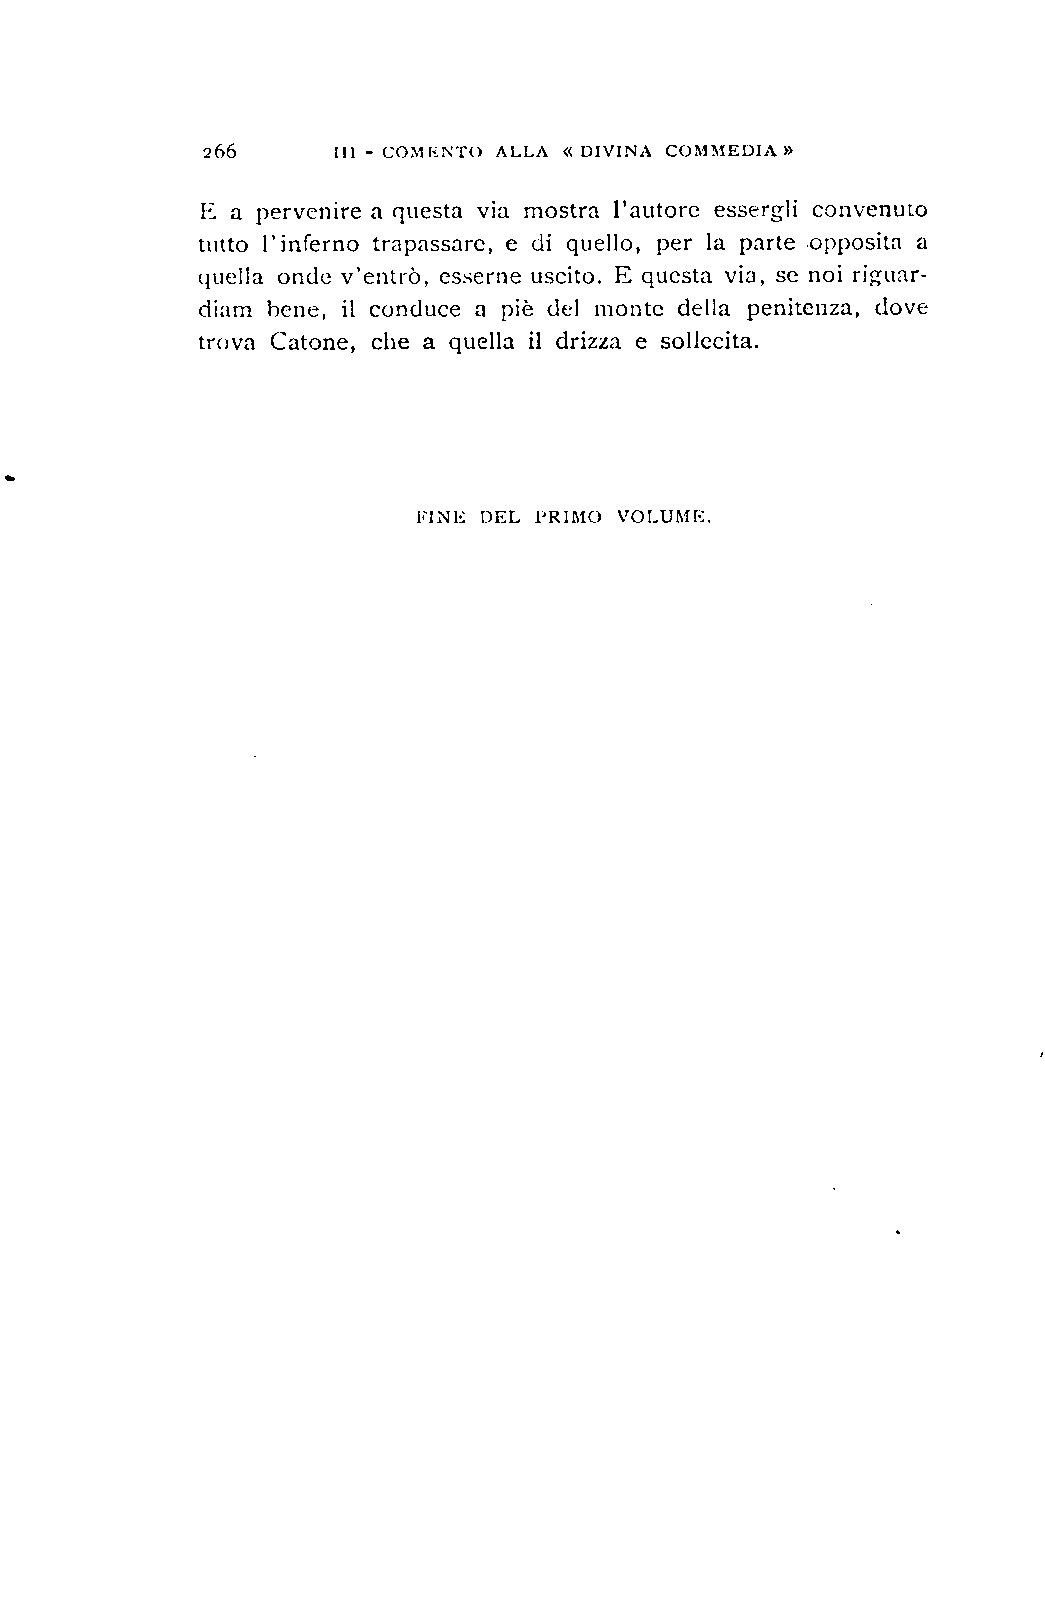 266 III - COMENTO ALLA « DIVINA COMMEDIA »
E a pervenire a questa via mostra l'autore essergli convenuto
tutto l'inferno trapassare, e di quello, per la parte opposita a
quella onde v'entrò, esserne uscito. E questa via, se noi riguar-
diam bene, il conduce a piè del monte della penitenza, dove
trova Catone, che a quella il drizza e sollecita.
FINE DEL PRIMO VOLUME.